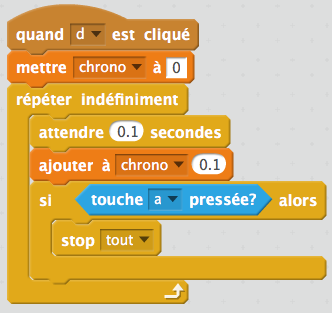 quand d est cliqué
mettre chrono à 0
répéter indéfiniment
attendre 0.1 secondes
ajouter à chrono 0.1
si touche a pressée? alors
stop tout